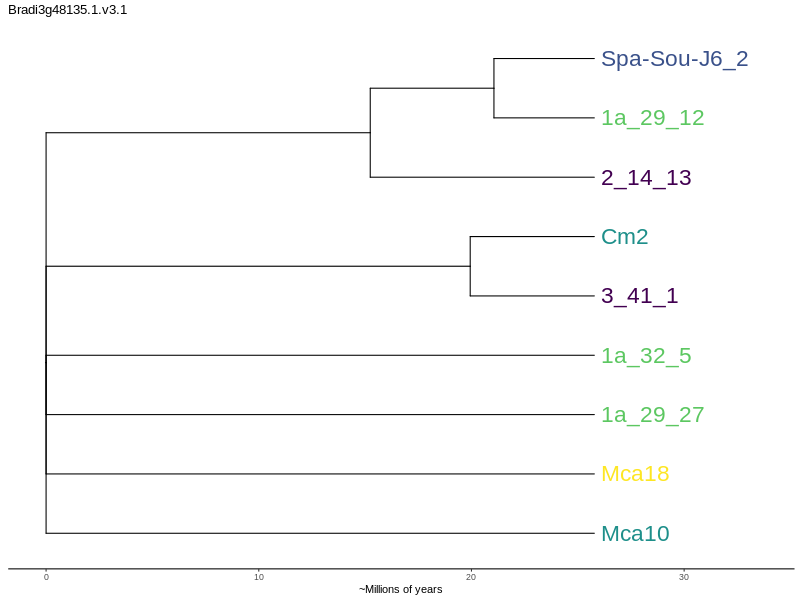 Bradi3g48135.1.v3.1
Spa-Sou-J6_2
1a_29_12
2_14_13
Cm2
3_41_1
1a_32_5
1a_29_27
Mca18
Mca10
0 10 20 30
~Millions of years